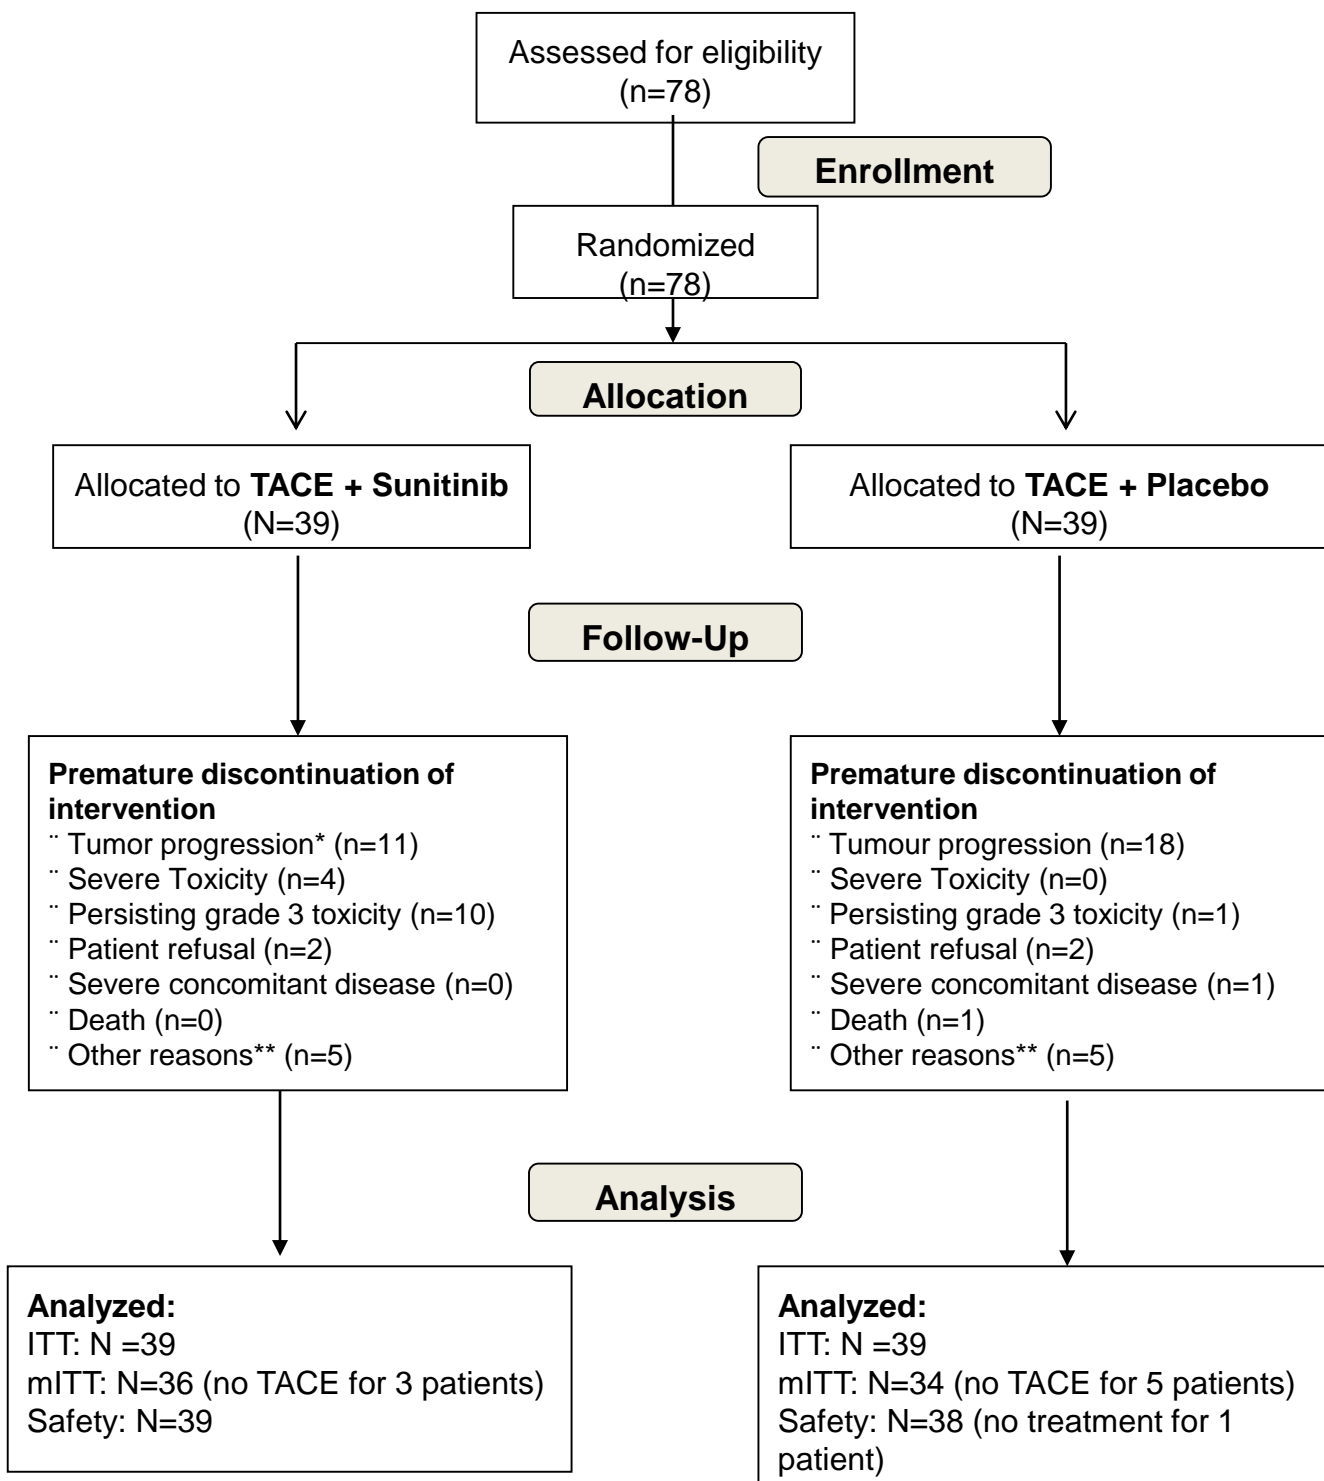 Assessed for eligibility
(n=78)
Enrollment
Randomized
(n=78)
Allocation
Allocated to TACE + Sunitinib
(N=39)
Allocated to TACE + Placebo
(N=39)
Follow-Up
Premature discontinuation of
intervention
¨ Tumor progression* (n=11)
¨ Severe Toxicity (n=4)
¨ Persisting grade 3 toxicity (n=10)
¨ Patient refusal (n=2)
¨ Severe concomitant disease (n=0)
¨ Death (n=0)
¨ Other reasons** (n=5)
Premature discontinuation of
intervention
¨ Tumour progression (n=18)
¨ Severe Toxicity (n=0)
¨ Persisting grade 3 toxicity (n=1)
¨ Patient refusal (n=2)
¨ Severe concomitant disease (n=1)
¨ Death (n=1)
¨ Other reasons** (n=5)
Analysis
Analyzed:
ITT: N =39
mITT: N=36 (no TACE for 3 patients)
Safety: N=39
Analyzed:
ITT: N =39
mITT: N=34 (no TACE for 5 patients)
Safety: N=38 (no treatment for 1
patient)